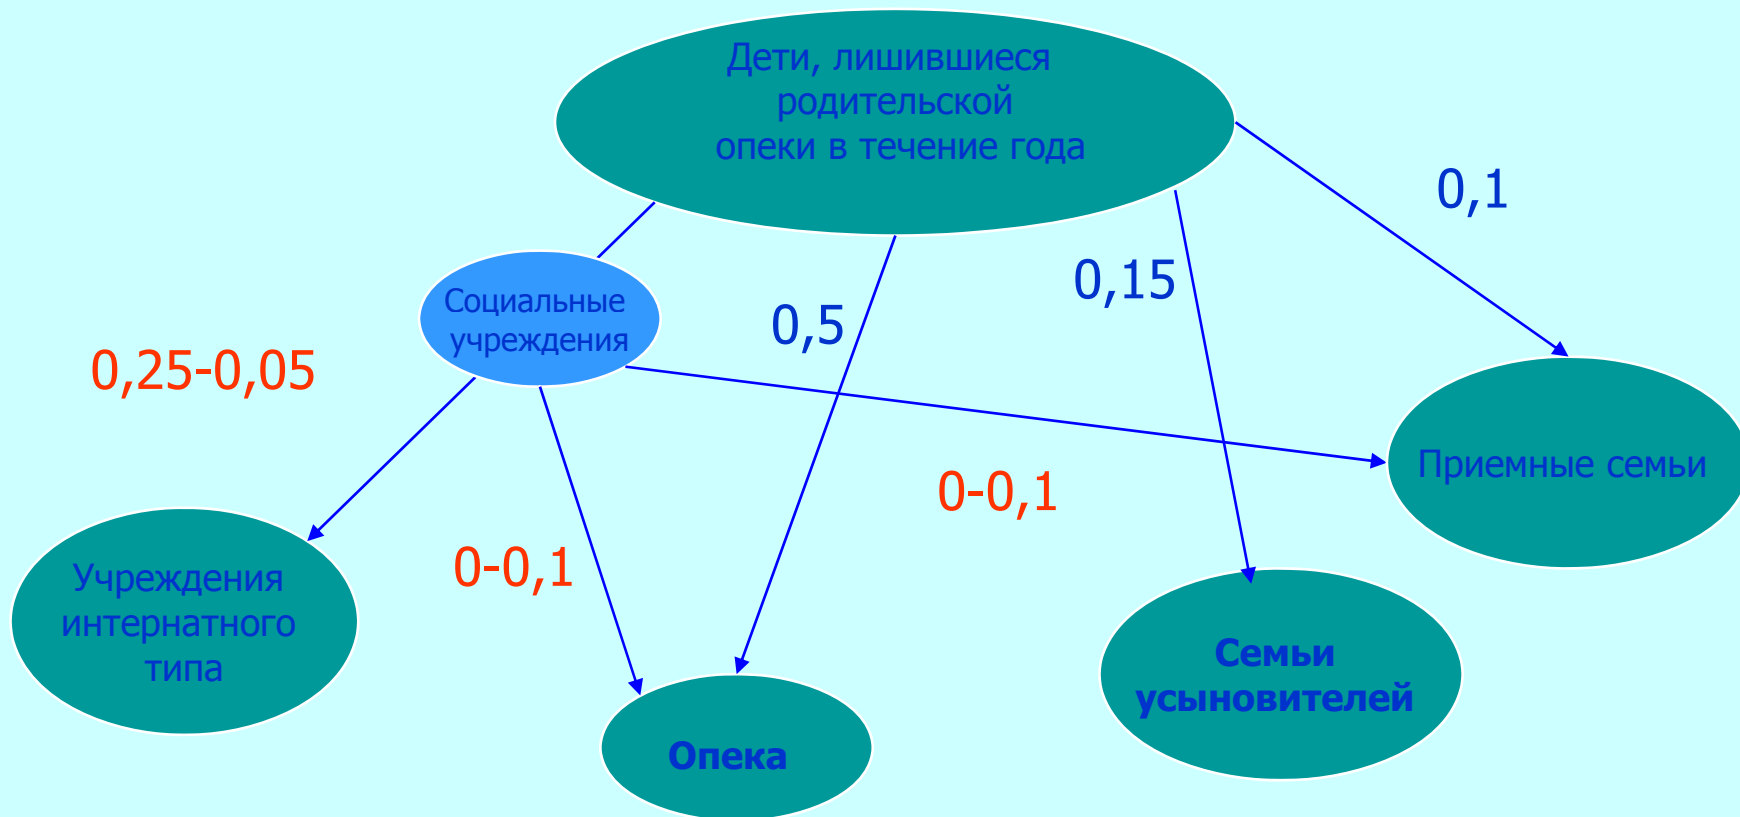 Дети, лишившиеся
родительской
опеки в течение года
0,1
0,15
Социальные
учреждения
0,5
0,25-0,05
Приемные семьи
0-0,1
0-0,1
Учреждения
интернатного
типа
Семьи
усыновителей
Опека